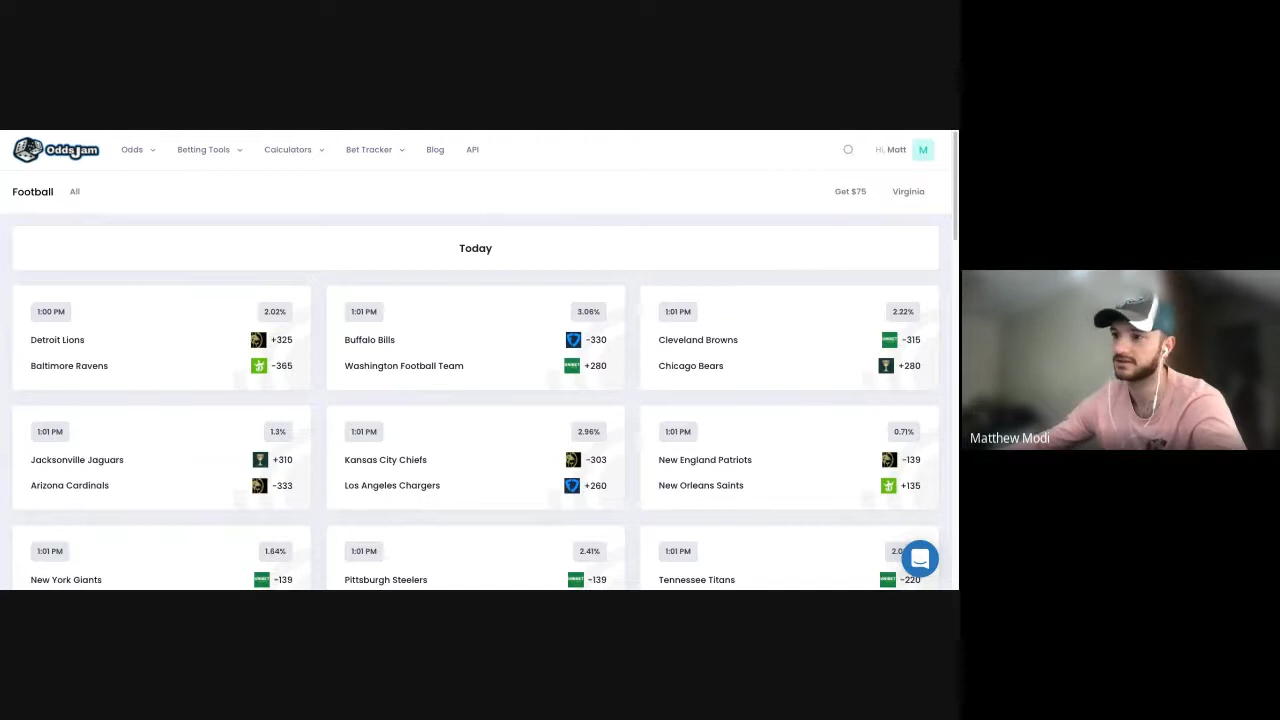 OddsJam Odds Betting Tools Calculators Bet Tracker Blog API Hi, Matt M
Football All Get $75 Virginia
Today
1:00 PM 2.02%
Detroit Lions +325
Baltimore Ravens -365
1:01 PM 3.06%
Buffalo Bills -330
Washington Football Team UNIBET +280
1:01 PM 2.22%
Cleveland Browns UNIBET -315
Chicago Bears +280
1:01 PM 1.3%
Jacksonville Jaguars +310
Arizona Cardinals -333
1:01 PM 2.96%
Kansas City Chiefs -303
Los Angeles Chargers +260
1:01 PM 0.71%
New England Patriots -139
New Orleans Saints +135
1:01 PM 1.64%
New York Giants UNIBET -139
1:01 PM 2.41%
Pittsburgh Steelers UNIBET -139
1:01 PM
Tennessee Titans UNIBET -220
Matthew Modi